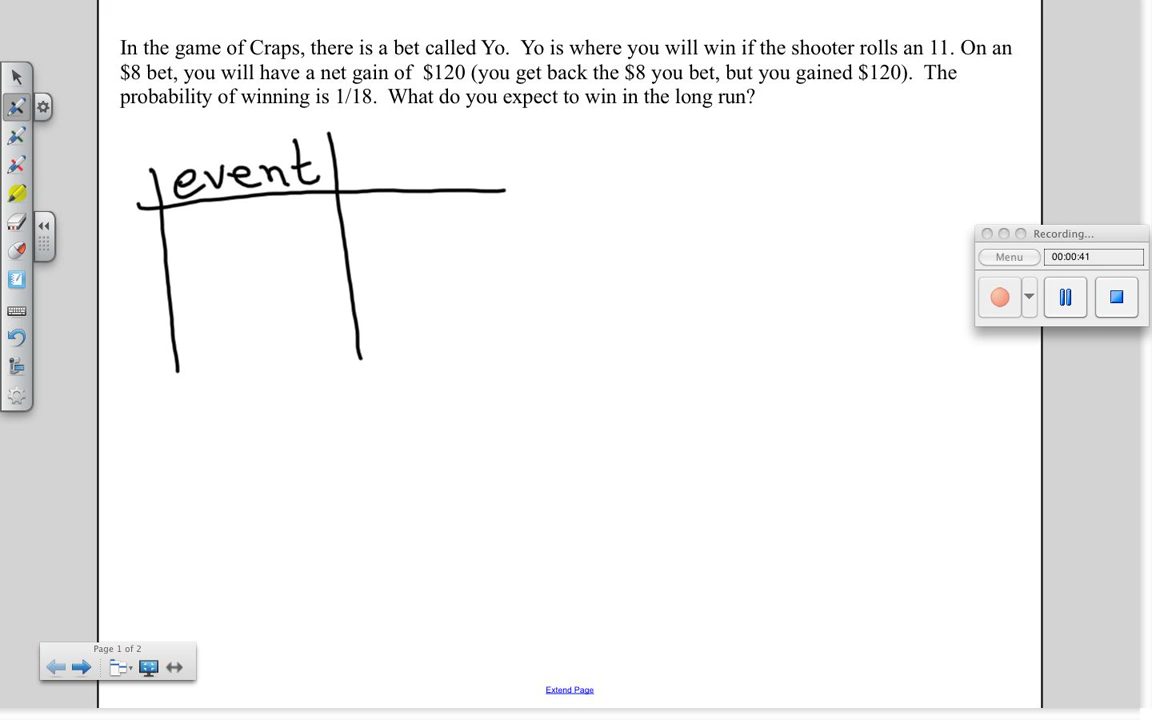 In the game of Craps, there is a bet called Yo. Yo is where you will win if the shooter rolls an 11. On an
$8 bet, you will have a net gain of $120 (you get back the $8 you bet, but you gained $120). The
probability of winning is 1/18. What do you expect to win in the long run?
event
Recording...
Menu
00:00:41
Page 1 of 2
Extend Page